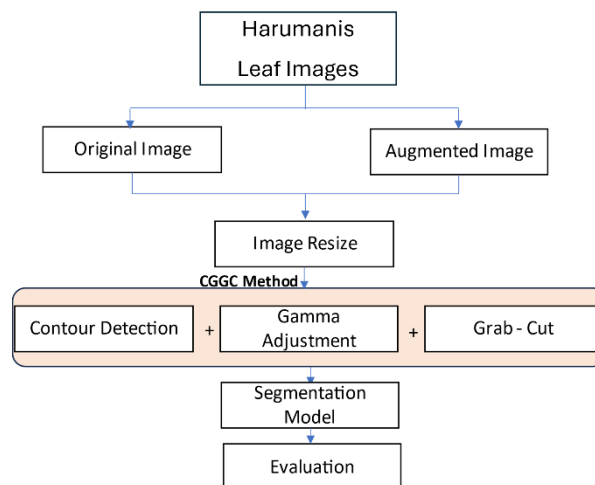 Harumanis
Leaf Images
Original Image
Augmented Image
Image Resize
CGGC Method
Contour Detection + Gamma Adjustment + Grab - Cut
Segmentation
Model
Evaluation